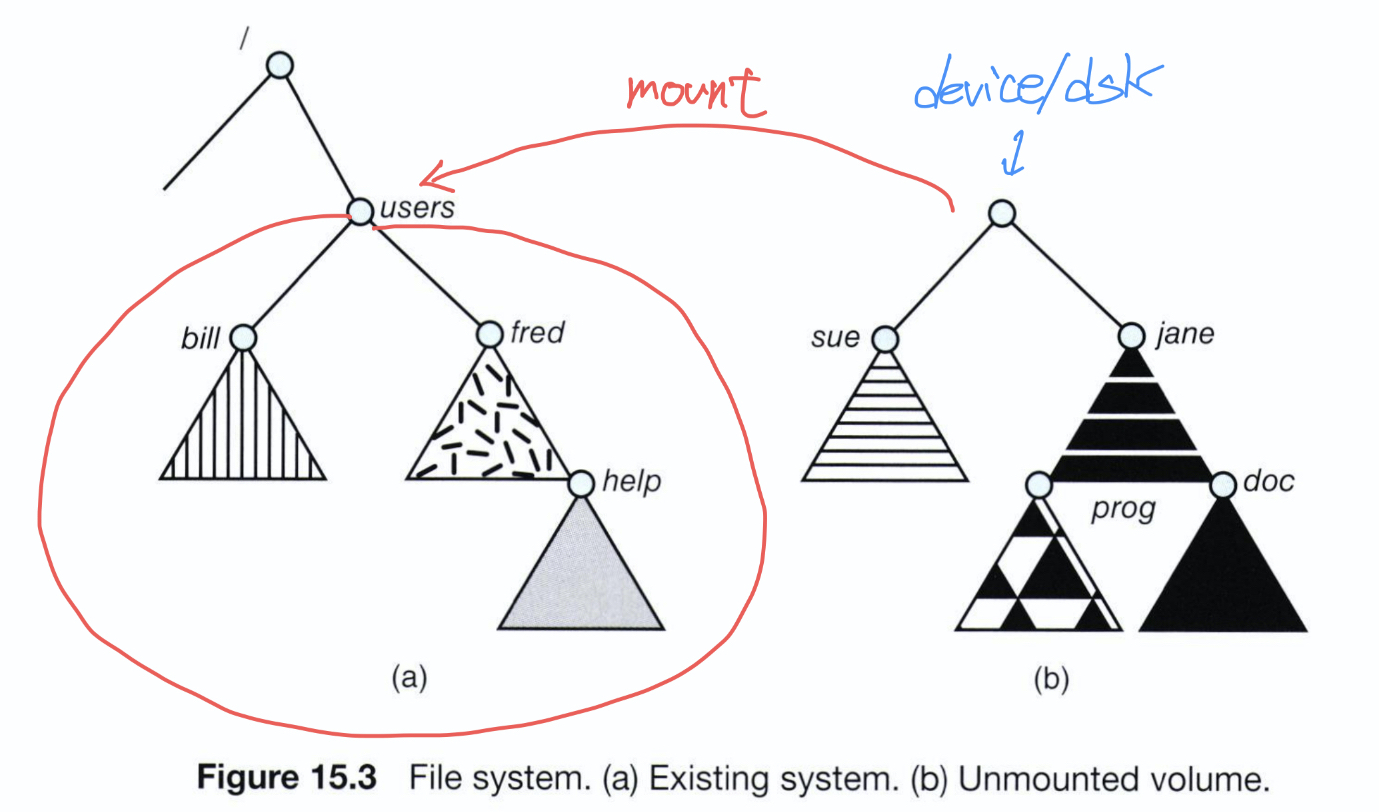 /
mount
device/dsk
users
bill
fred
sue
jane
help
prog
doc
(a)
(b)
Figure 15.3 File system. (a) Existing system. (b) Unmounted volume.